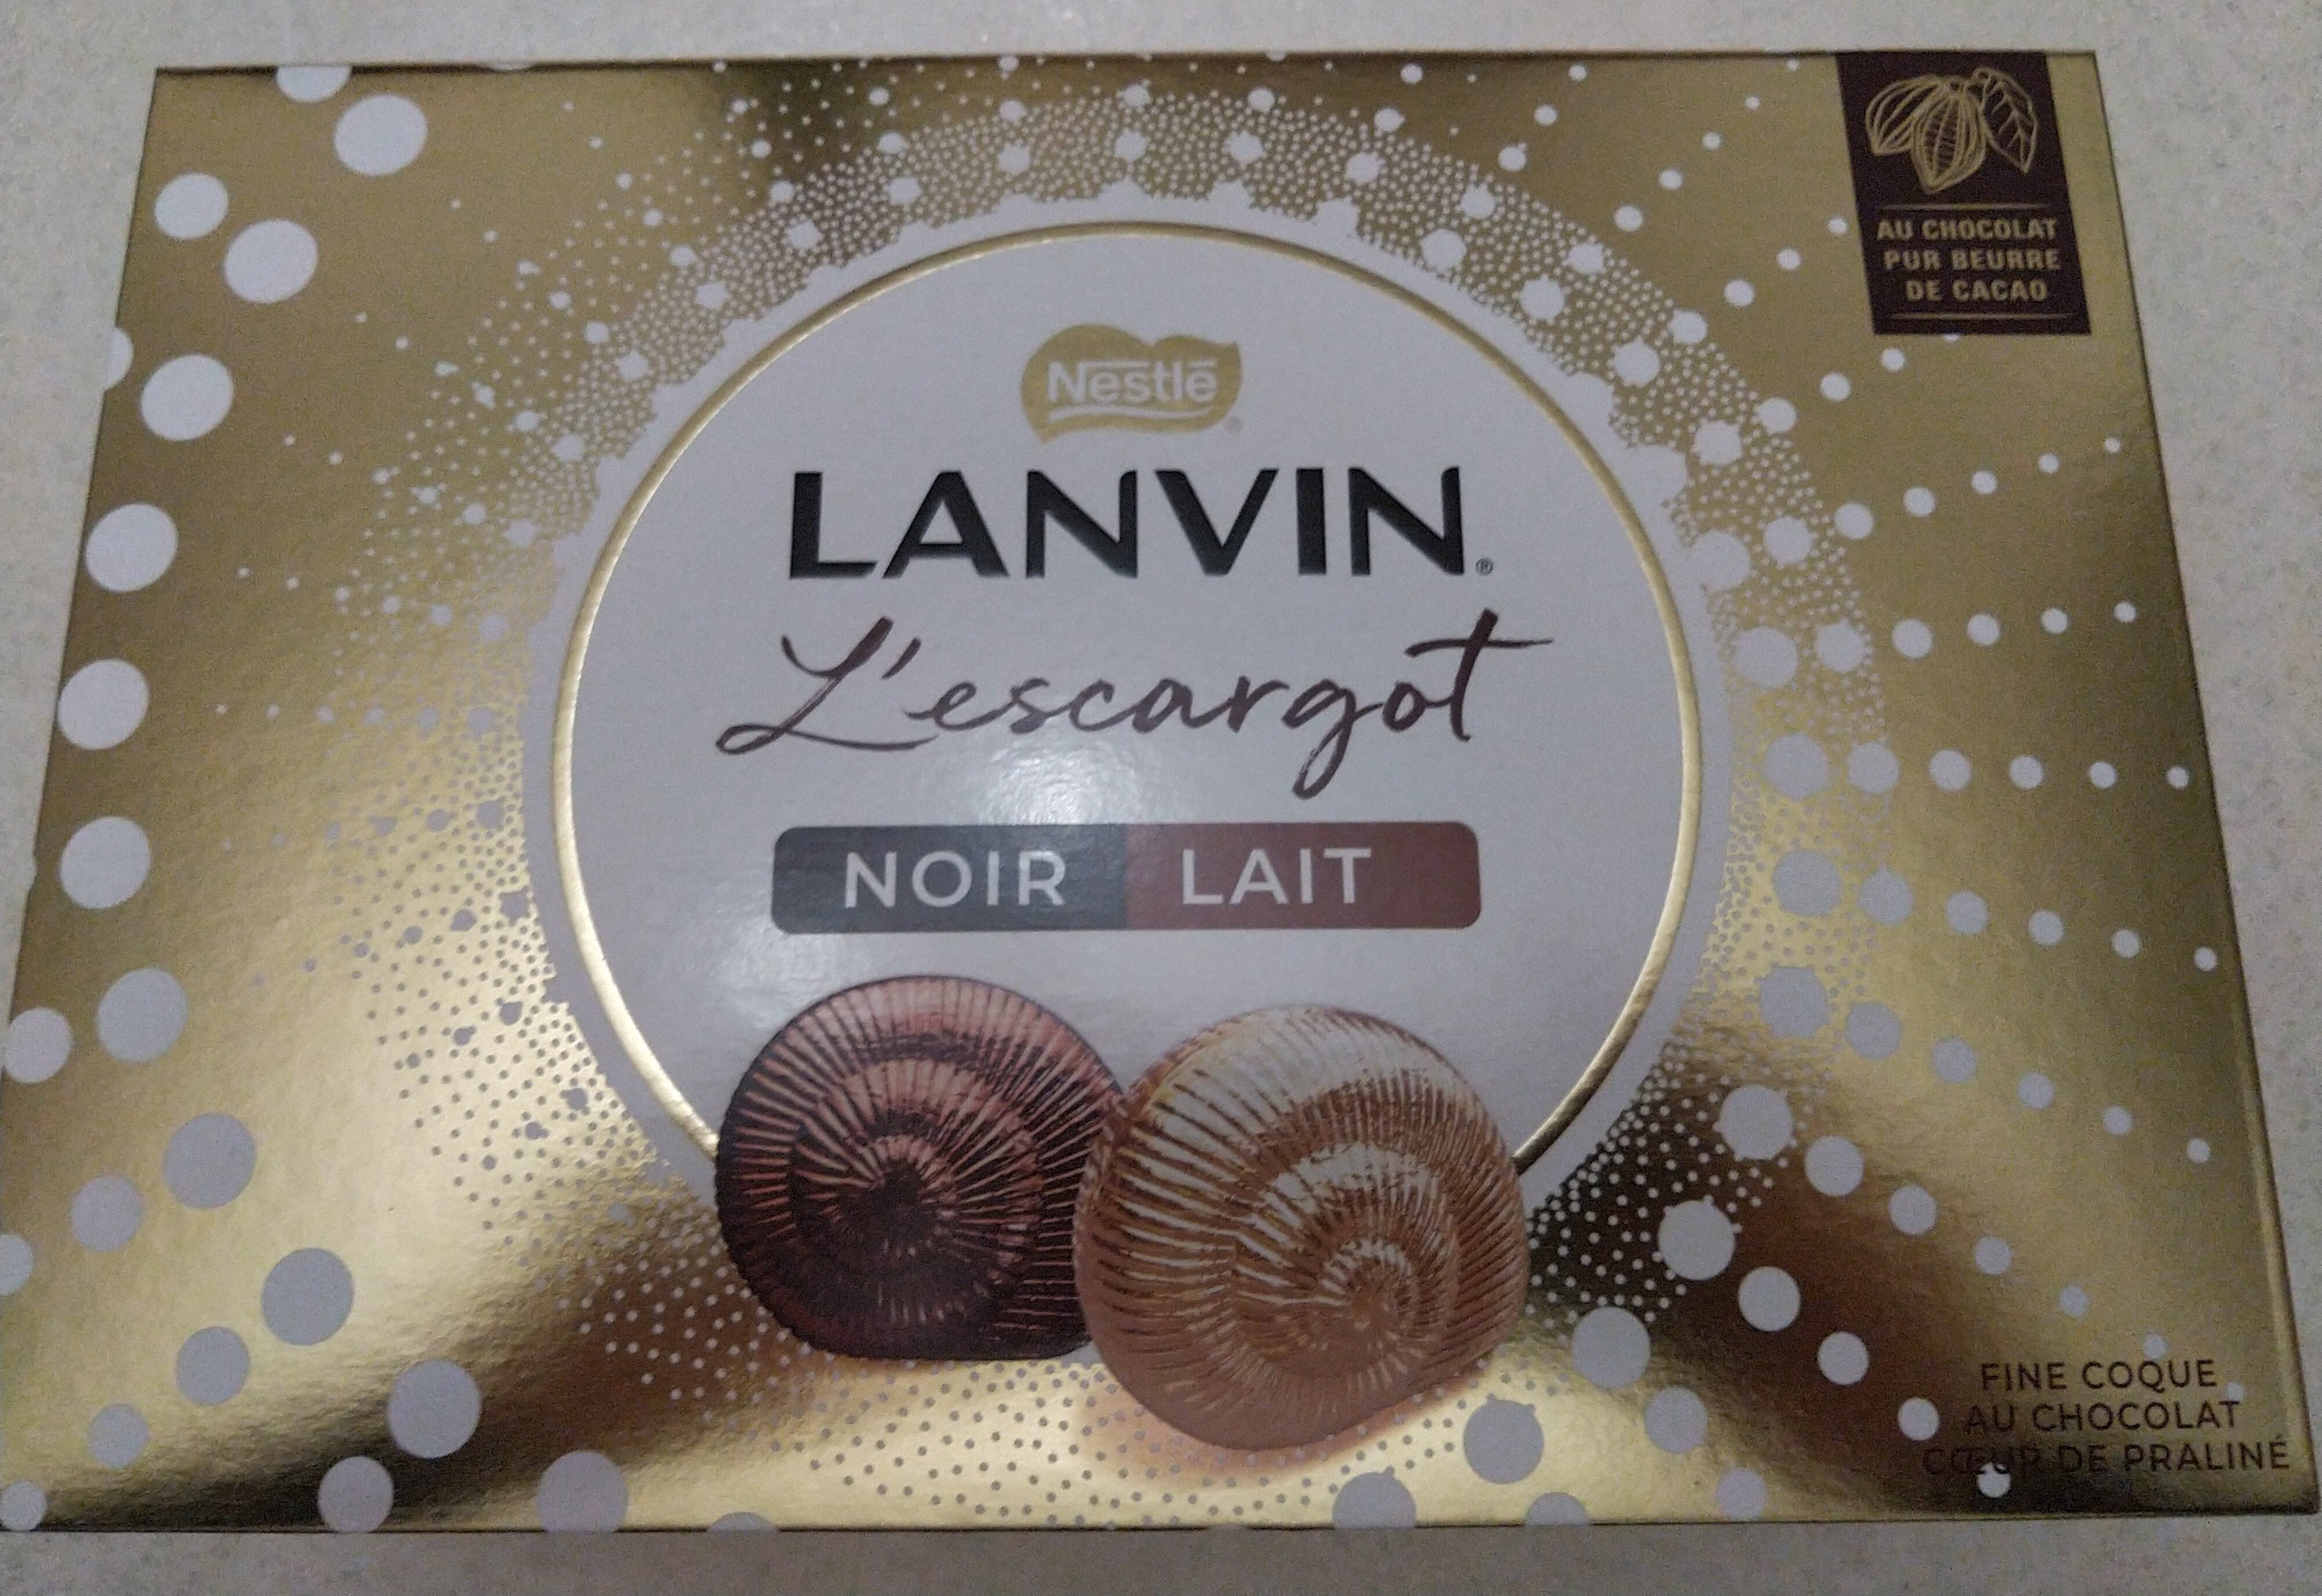 AU CHOCOLAT
PUR BEURRE
DE CACAO
Nestlé®
LANVIN®
L'escargot
NOIR LAIT
FINE COQUE
AU CHOCOLAT
CŒUR DE PRALINÉ